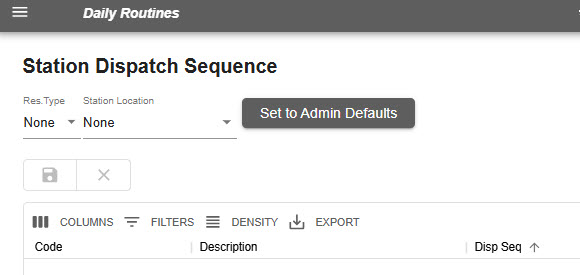 Daily Routines
Station Dispatch Sequence
Res.Type Station Location
None None Set to Admin Defaults
COLUMNS FILTERS DENSITY EXPORT
Code Description Disp Seq